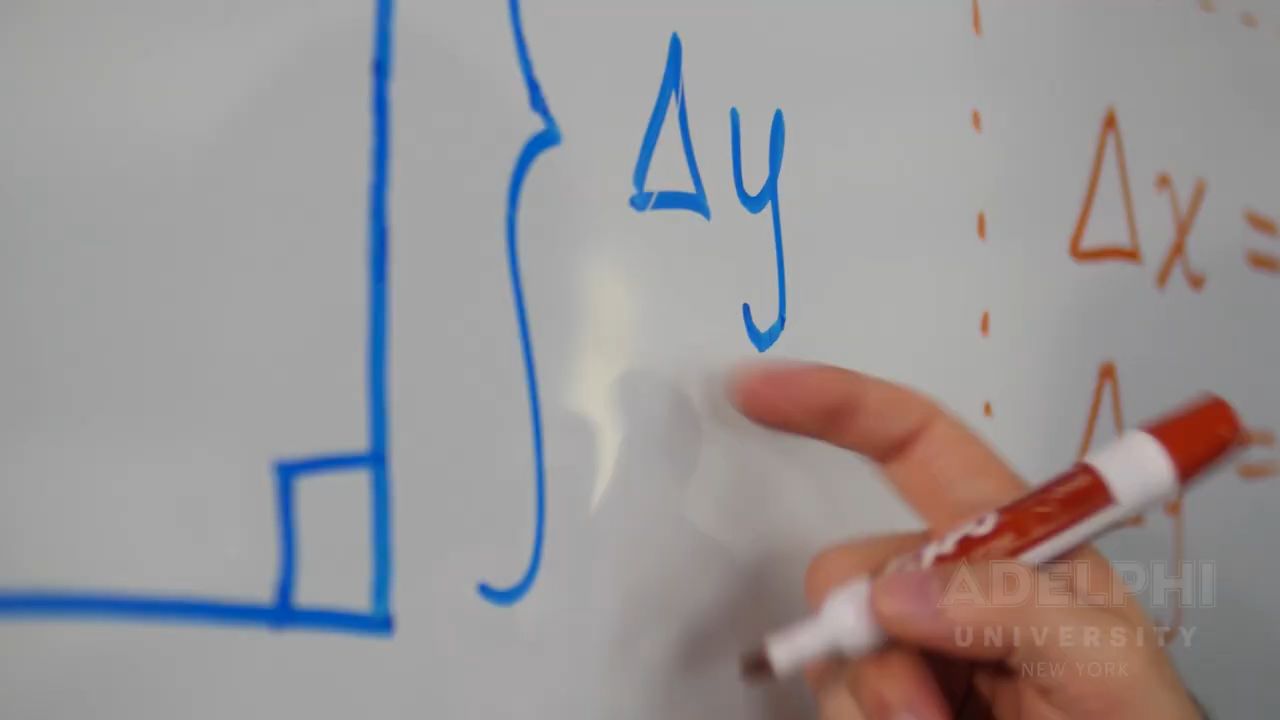 Δy
Δx =
Δ =
ADELPHI
UNIVERSITY
NEW YORK